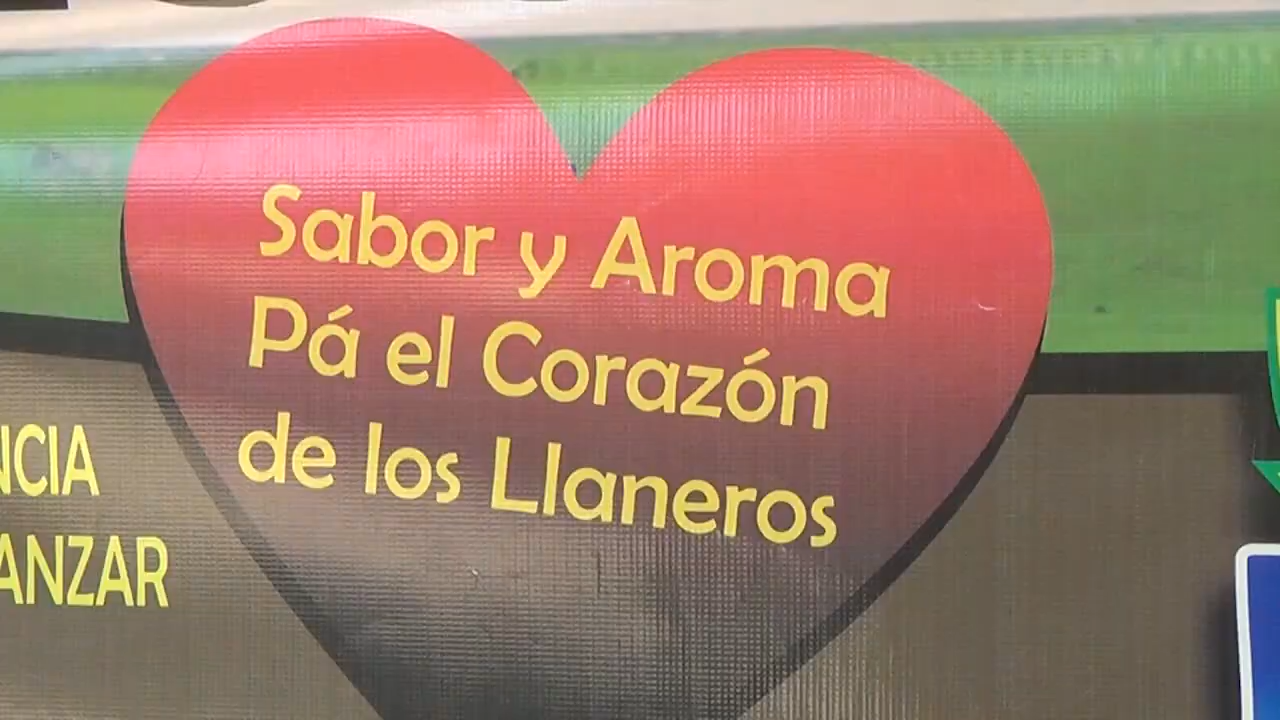 Sabor y Aroma
Pá el Corazón
de los Llaneros
NCIA
ANZAR